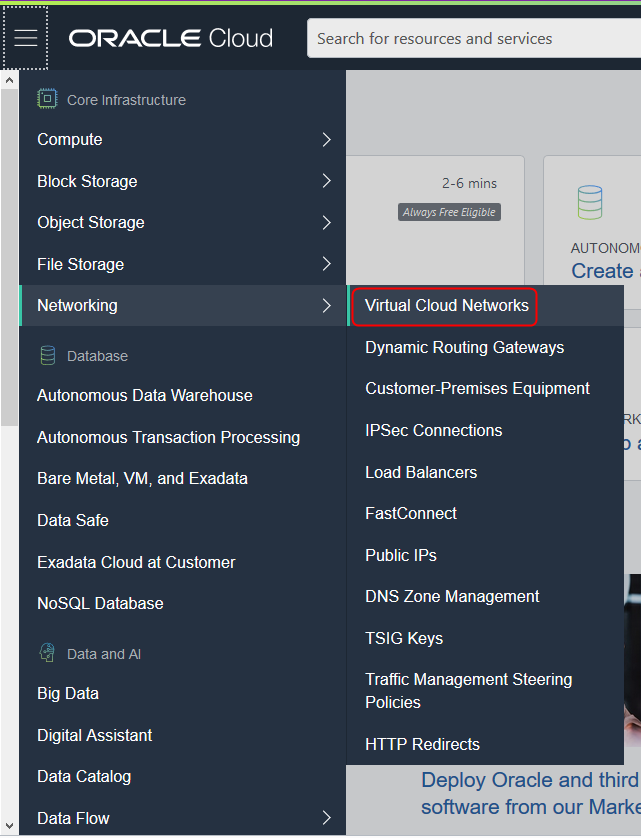 ORACLE Cloud
Search for resources and services
Core Infrastructure
Compute
Block Storage
Object Storage
File Storage
Networking
Database
Autonomous Data Warehouse
Autonomous Transaction Processing
Bare Metal, VM, and Exadata
Data Safe
Exadata Cloud at Customer
NoSQL Database
Data and AI
Big Data
Digital Assistant
Data Catalog
Data Flow
Virtual Cloud Networks
Dynamic Routing Gateways
Customer-Premises Equipment
IPSec Connections
Load Balancers
FastConnect
Public IPs
DNS Zone Management
TSIG Keys
Traffic Management Steering
Policies
HTTP Redirects
2-6 mins
Always Free Eligible
AUTONOMO
Create a
RK
Deploy Oracle and third
software from our Marke